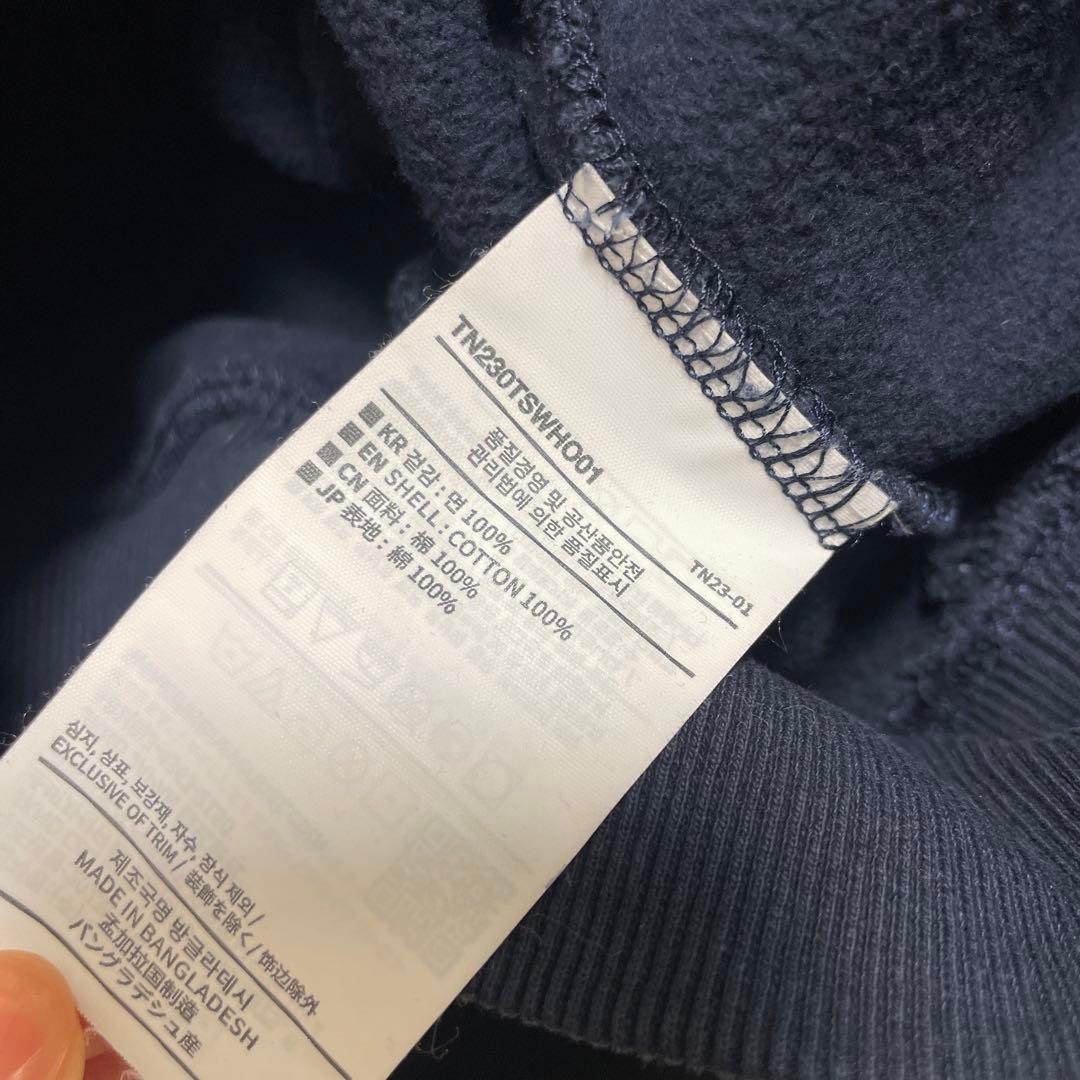 TN230TSWHO01
TN23-01
품질경영 및 공산품안전
관리법에 의한 품질표시
KR 겉감 : 면 100%
EN SHELL : COTTON 100%
CN 面料 : 棉 100%
JP 表地 : 綿 100%
심지, 상표, 보강재, 자수, 장식 제외 /
EXCLUSIVE OF TRIM / 装飾を除く / 饰边除外
제조국명 방글라데시
MADE IN BANGLADESH
孟加拉国制造
バングラデシュ産